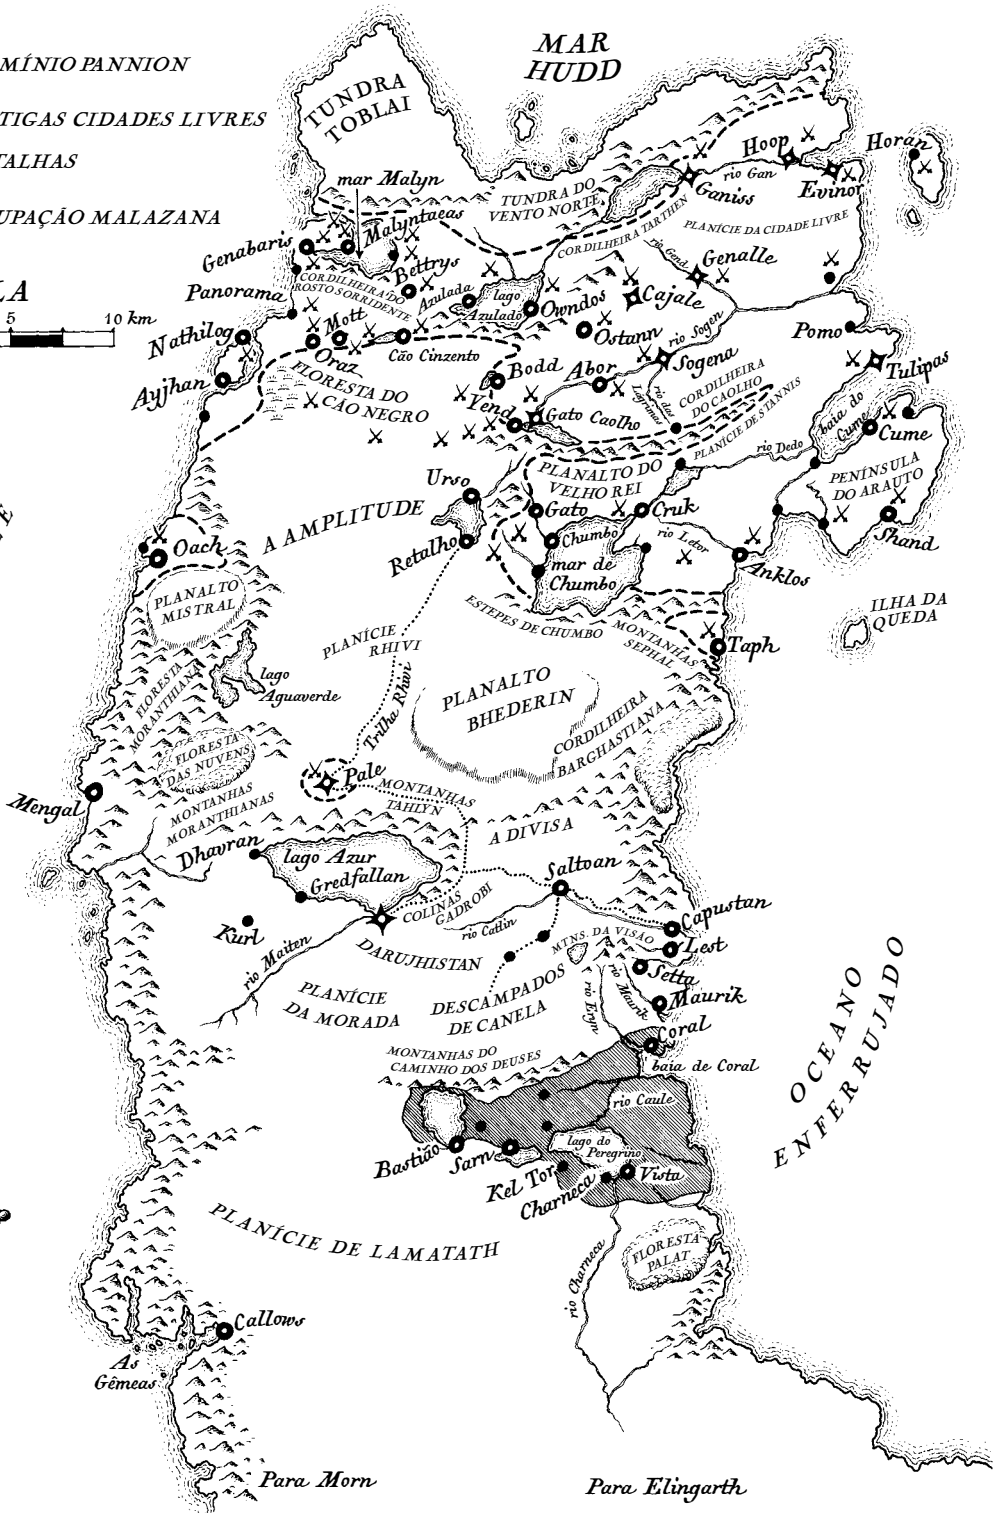 MAR
HUDD
MÍNIO PANNION
TIGAS CIDADES LIVRES
TALHAS
UPAÇÃO MALAZANA
LA
5
10 km
TUNDRA
TOBLAI
mar Malyn
Malyntaeas
Genabaris
Bettrys
CORDILHEIRA DO
ROSTO SORRIDENTE
Panorama
Azulada
lago
Azulado
Owndos
TUNDRA DO
VENTO NORTE
CORDILHEIRA TARTHEN
Hoop
rio Gan
Ganiss
Evinor
Horan
PLANÍCIE DA CIDADE LIVRE
rio Gend
Genalle
Cajale
Ostann
rio Sogen
Pomo
Nathilog
Mott
Oraz
Cão Cinzento
Ayjhan
FLORESTA DO
CÃO NEGRO
Bodd
Abor
Sogena
Tulipas
rio das
Lágrimas
CORDILHEIRA
DO CAOLHO
Vend
Gato Caolho
PLANÍCIE DE STANNIS
baia do
Cume
Cume
rio Dedo
PENÍNSULA
DO ARAUTO
Shand
Urso
PLANALTO DO
VELHO REI
A AMPLITUDE
Gato
Cruk
Retalho
Chumbo
rio Letor
mar de
Chumbo
Anklos
Oach
PLANALTO
MISTRAL
ESTEPES DE CHUMBO
MONTANHAS
SEPHAL
Taph
ILHA DA
QUEDA
PLANÍCIE
RHIVI
Trilha Rhivi
FLORESTA
MORANTHIANA
lago
Aguaverde
PLANALTO
BHEDERIN
CORDILHEIRA
BARGHASTIANA
FLORESTA
DAS NUVENS
Pale
MONTANHAS
TAHLYN
Mengal
MONTANHAS
MORANTHIANAS
A DIVISA
Dhavran
lago Azur
Gredfallan
Saltoan
COLINAS
GADROBI
Kurl
rio Maiten
DARUJHISTAN
rio Catlin
MTNS. DA VISÃO
Capustan
Lest
Setta
Maurik
PLANÍCIE
DA MORADA
DESCAMPADOS
DE CANELA
rio Eryn
rio Maurik
Coral
baia de Coral
OCEANO
ENFERRUJADO
MONTANHAS DO
CAMINHO DOS DEUSES
rio Caule
lago do
Peregrino
Bastião
Sarn
Kel Tor
Charneca
Vista
PLANÍCIE DE LAMATATH
rio Charneca
FLORESTA
PALAT
Callows
As
Gêmeas
Para Morn
Para Elingarth